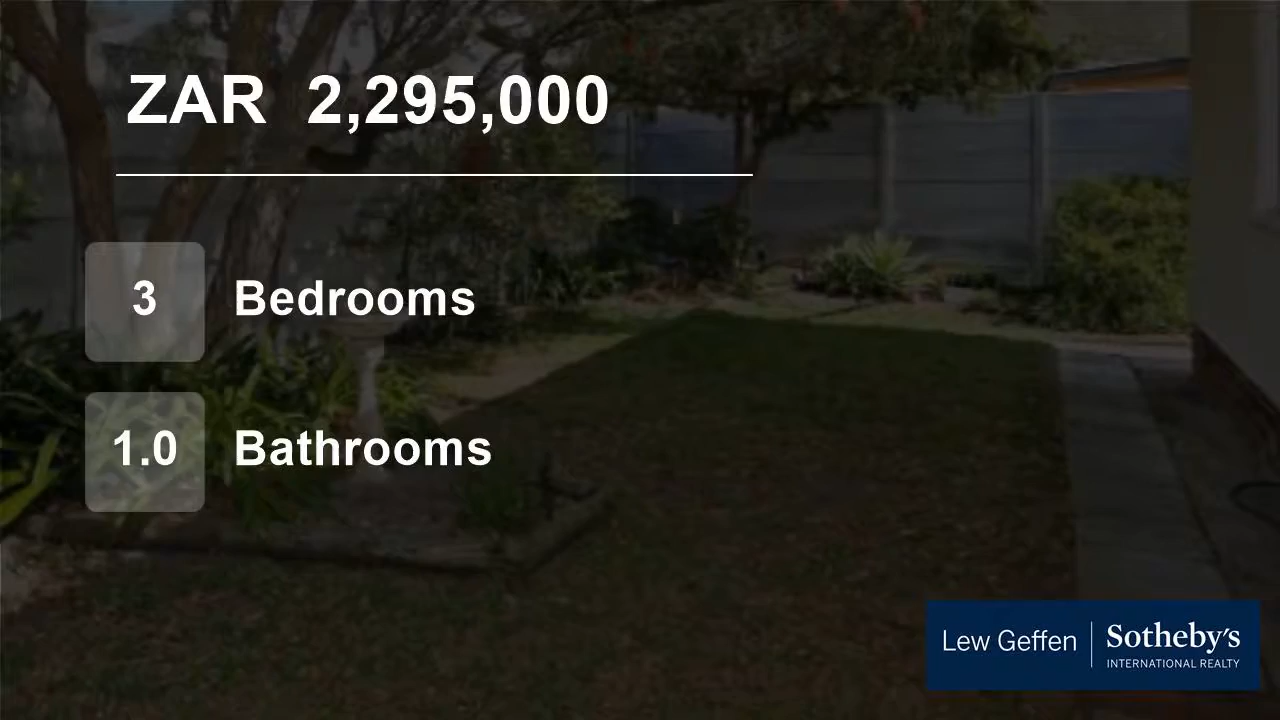 ZAR 2,295,000
3 Bedrooms
1.0 Bathrooms
Lew Geffen Sotheby's
INTERNATIONAL REALTY